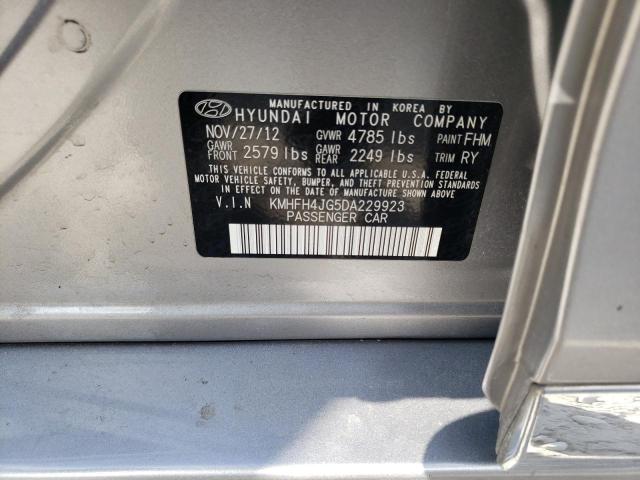 MANUFACTURED IN KOREA BY
HYUNDAI MOTOR COMPANY
NOV/27/12 GVWR 4785 lbs PAINT FHM
GAWR FRONT 2579 lbs GAWR REAR 2249 lbs TRIM RY
THIS VEHICLE CONFORMS TO ALL APPLICABLE U.S.A. FEDERAL
MOTOR VEHICLE SAFETY, BUMPER, AND THEFT PREVENTION
STANDARDS IN EFFECT ON THE DATE OF MANUFACTURE SHOWN ABOVE
V.I.N KMHFH4JG5DA229923
PASSENGER CAR